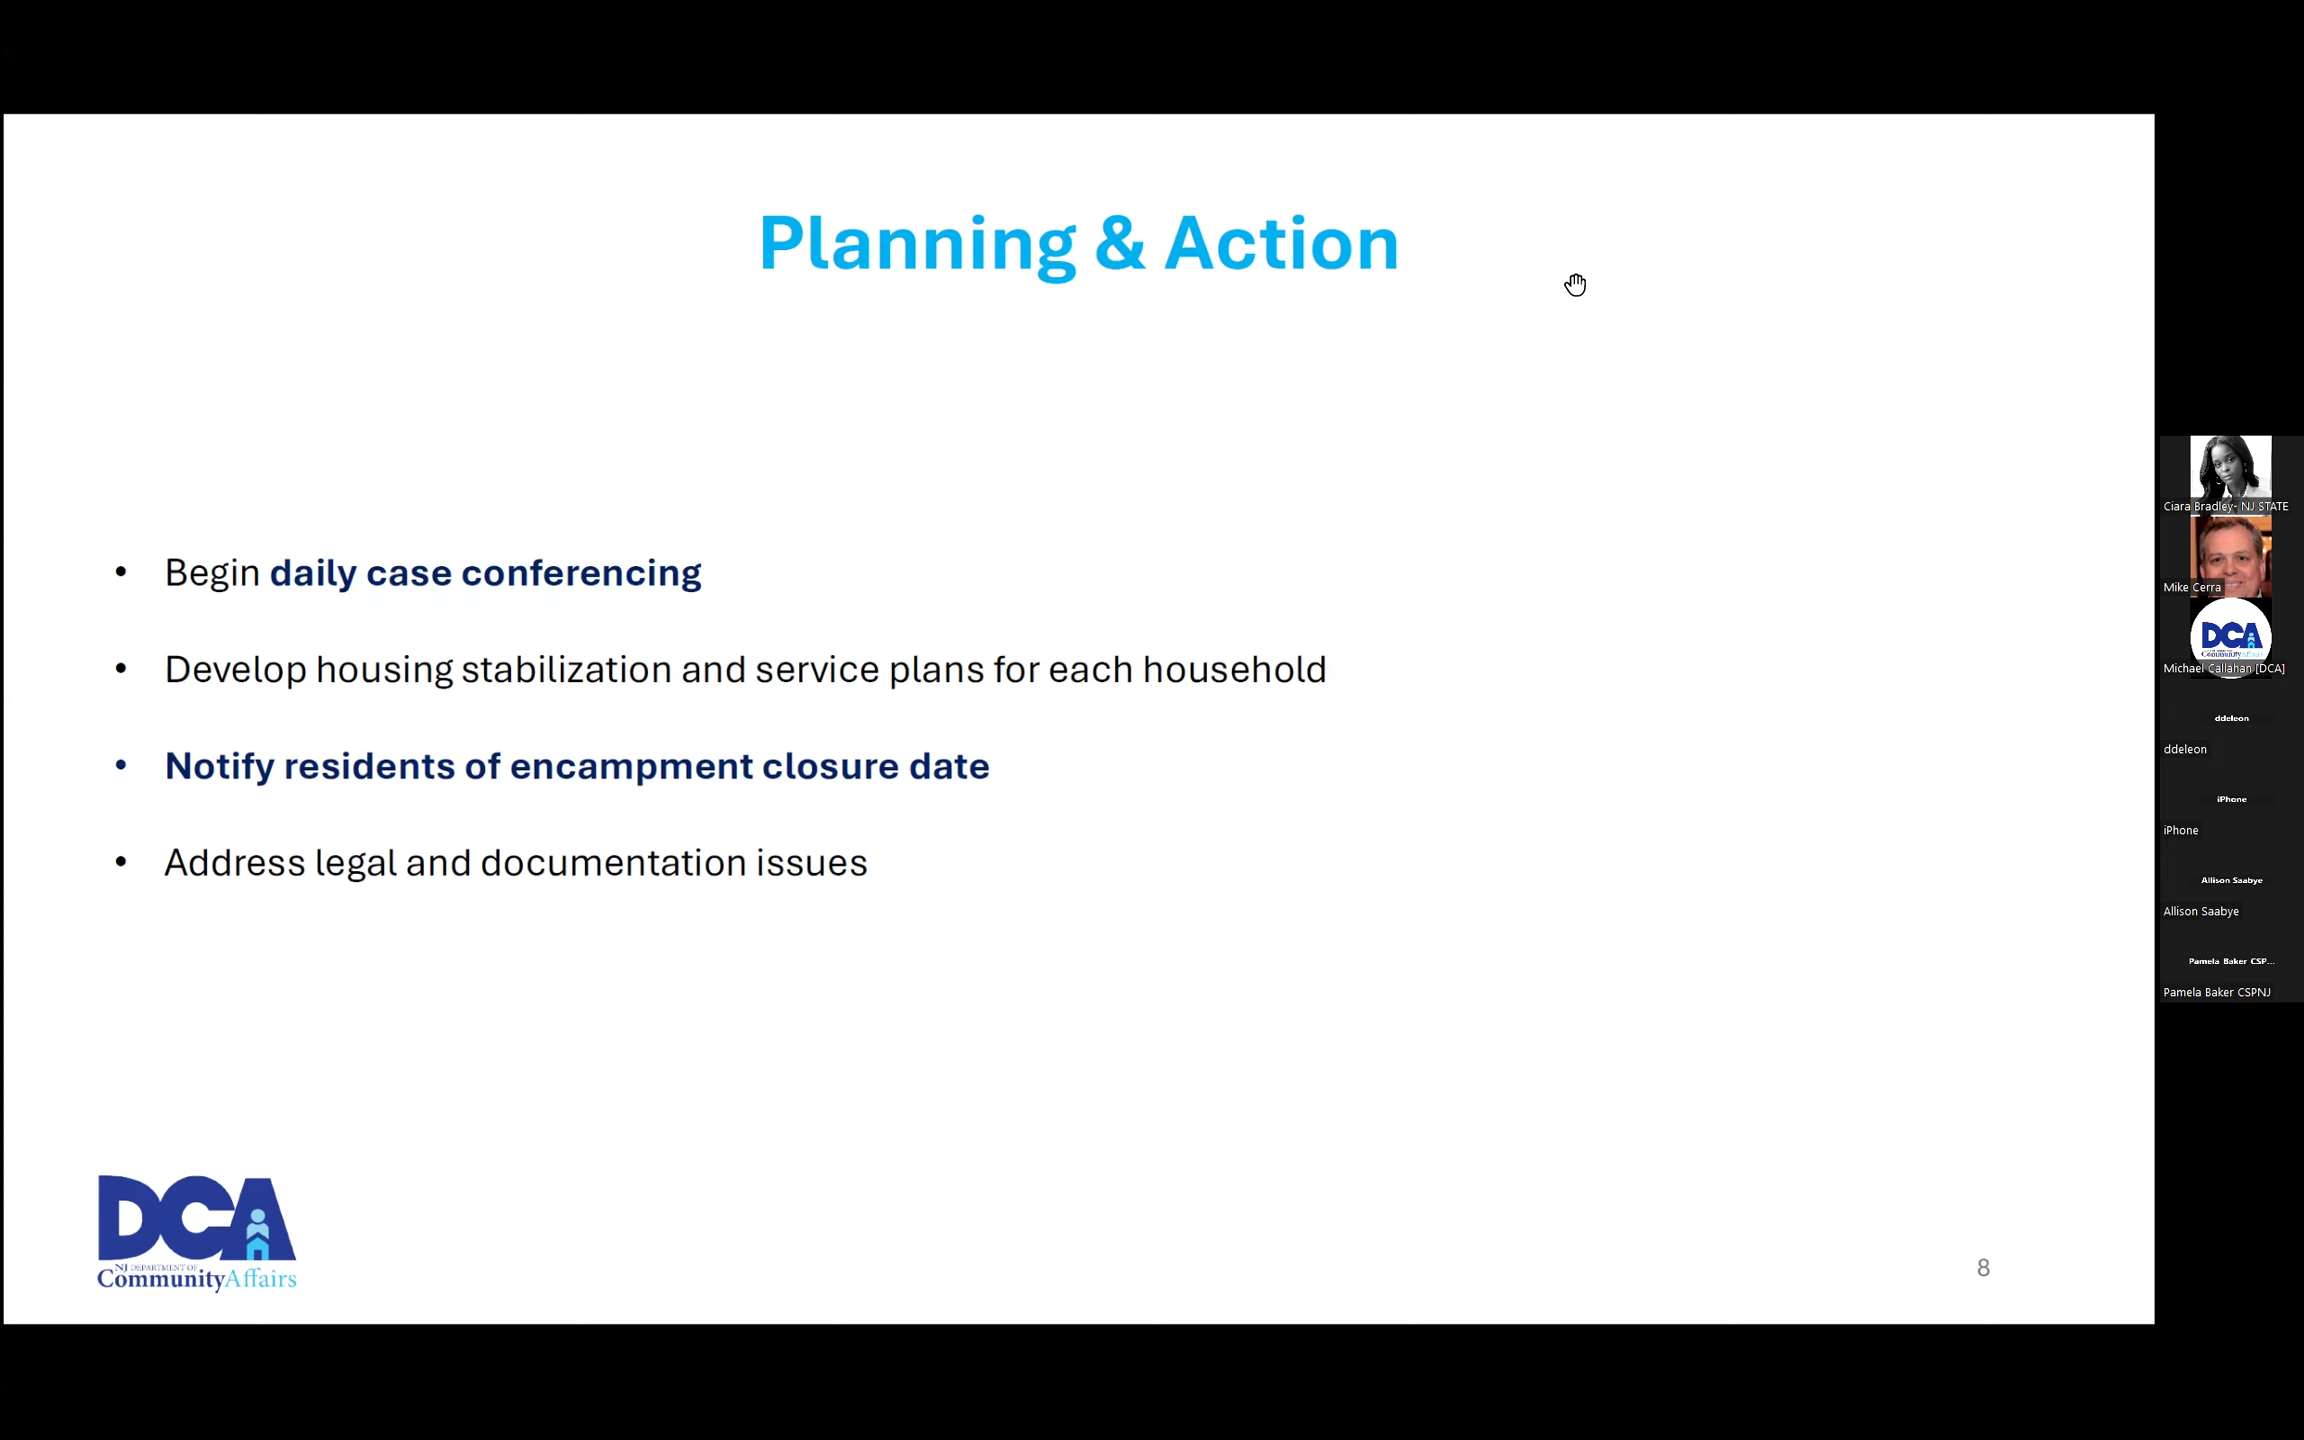 Planning & Action
• Begin daily case conferencing
• Develop housing stabilization and service plans for each household
• Notify residents of encampment closure date
• Address legal and documentation issues
DCA
NJ DEPARTMENT OF
CommunityAffairs
8
Ciara Bradley- NJ STATE
Mike Cerra
DCA
CommunityAffairs
Michael Callahan [DCA]
ddeleon
ddeleon
iPhone
iPhone
Allison Saabye
Allison Saabye
Pamela Baker CSP...
Pamela Baker CSPNJ